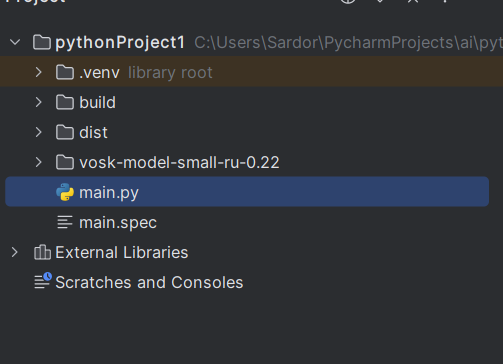 Project
pythonProject1 C:\Users\Sardor\PycharmProjects\ai\pyt
.venv library root
build
dist
vosk-model-small-ru-0.22
main.py
main.spec
External Libraries
Scratches and Consoles